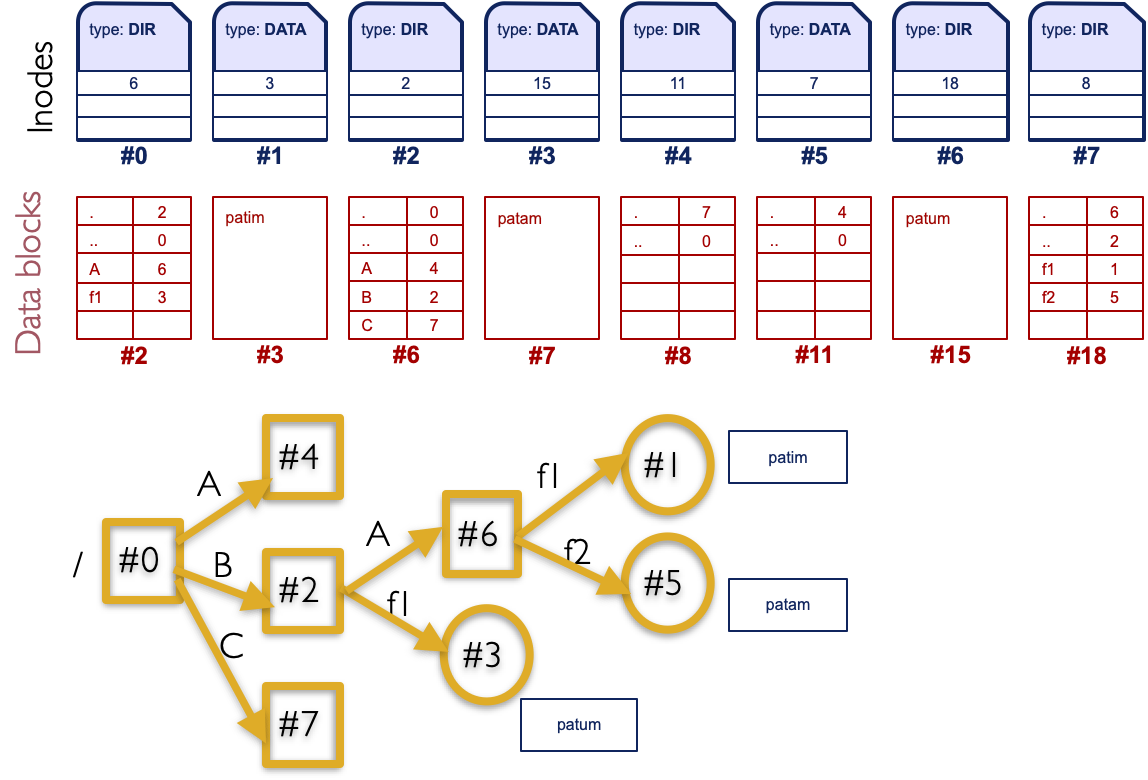 Inodes
type: DIR
6
#0
type: DATA
3
#1
type: DIR
2
#2
type: DATA
15
#3
type: DIR
11
#4
type: DATA
7
#5
type: DIR
18
#6
type: DIR
8
#7
Data blocks
. 2
.. 0
A 6
f1 3
#2
patim
#3
. 0
.. 0
A 4
B 2
C 7
#6
patam
#7
. 7
.. 0
#8
. 4
.. 0
#11
patum
#15
. 6
.. 2
f1 1
f2 5
#18
/
#0
A
#4
B
#2
C
#7
A
#6
f1
#3
patum
f1
#1
patim
f2
#5
patam